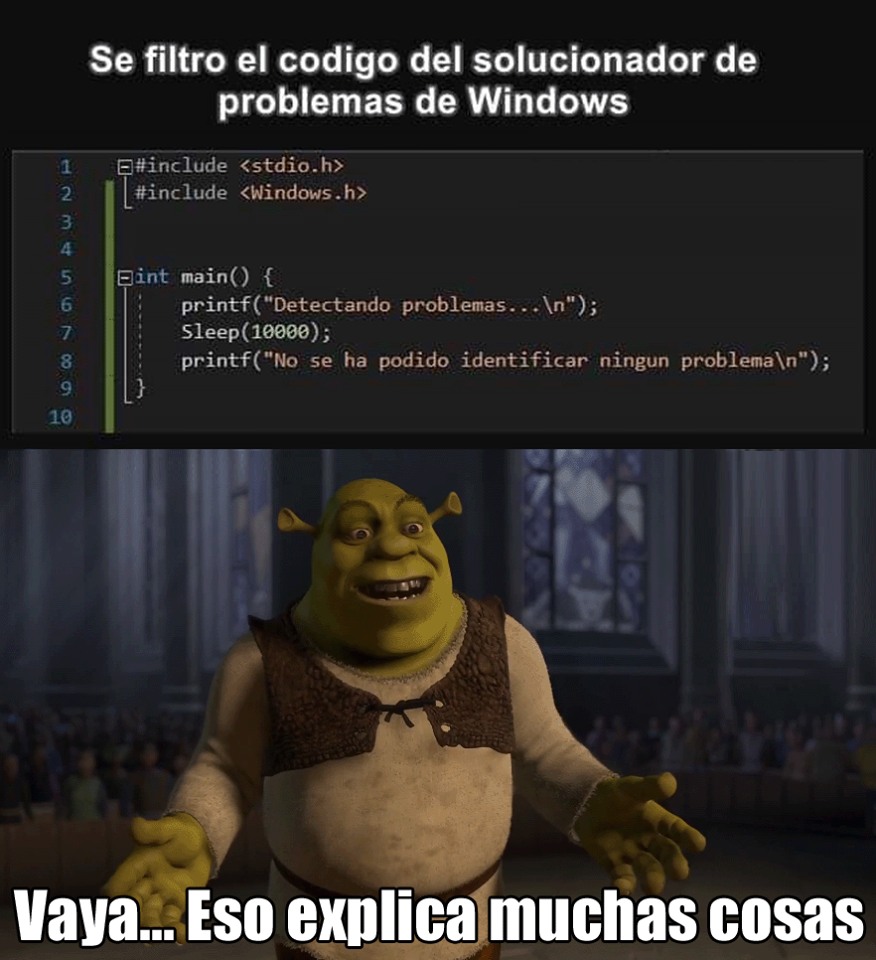 Se filtro el codigo del solucionador de
problemas de Windows
1 #include <stdio.h>
2 #include <Windows.h>
3
4
5 int main() {
6 printf("Detectando problemas...\n");
7 Sleep(10000);
8 printf("No se ha podido identificar ningun problema\n");
9 }
10
Vaya... Eso explica muchas cosas